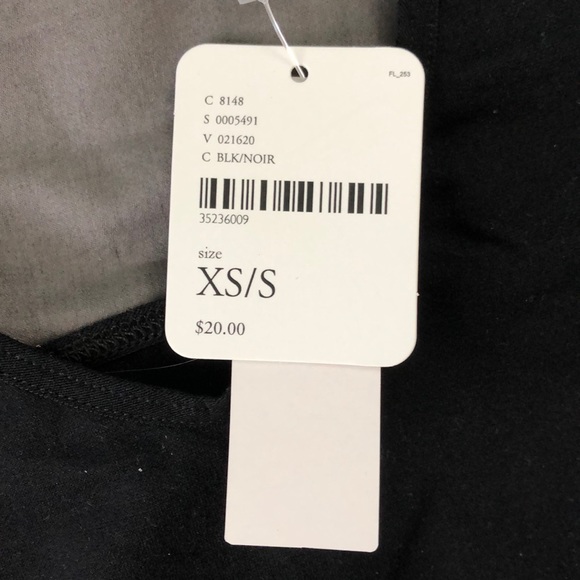 FL_253
C 8148
S 0005491
V 021620
C BLK/NOIR
35236009
size
XS/S
$20.00